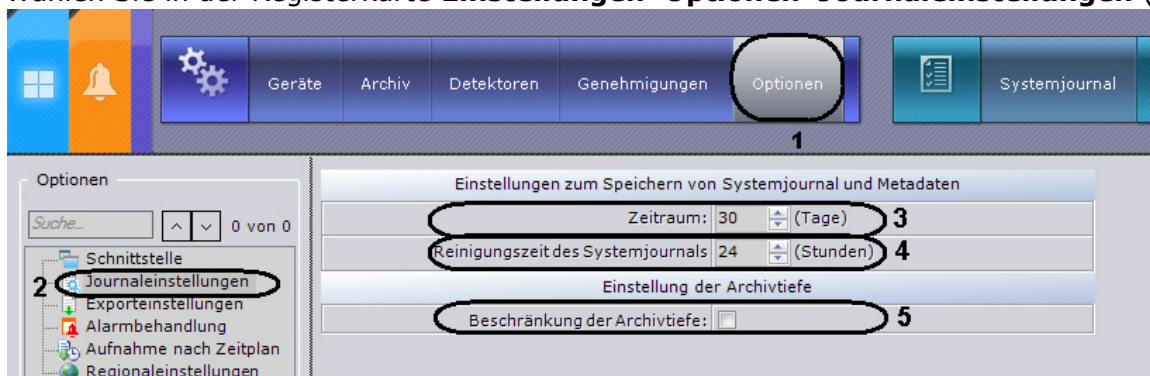 Wählen Sie in der Registerkarte Einstellungen Optionen Journaleinstellungen (
Geräte Archiv Detektoren Genehmigungen Optionen Systemjournal
1
Optionen
Suche... 0 von 0
Schnittstelle
2 Journaleinstellungen
Exporteinstellungen
Alarmbehandlung
Aufnahme nach Zeitplan
Regionaleinstellungen
Einstellungen zum Speichern von Systemjournal und Metadaten
Zeitraum: 30 (Tage) 3
Reinigungszeit des Systemjournals 24 (Stunden) 4
Einstellung der Archivtiefe
Beschränkung der Archivtiefe: 5